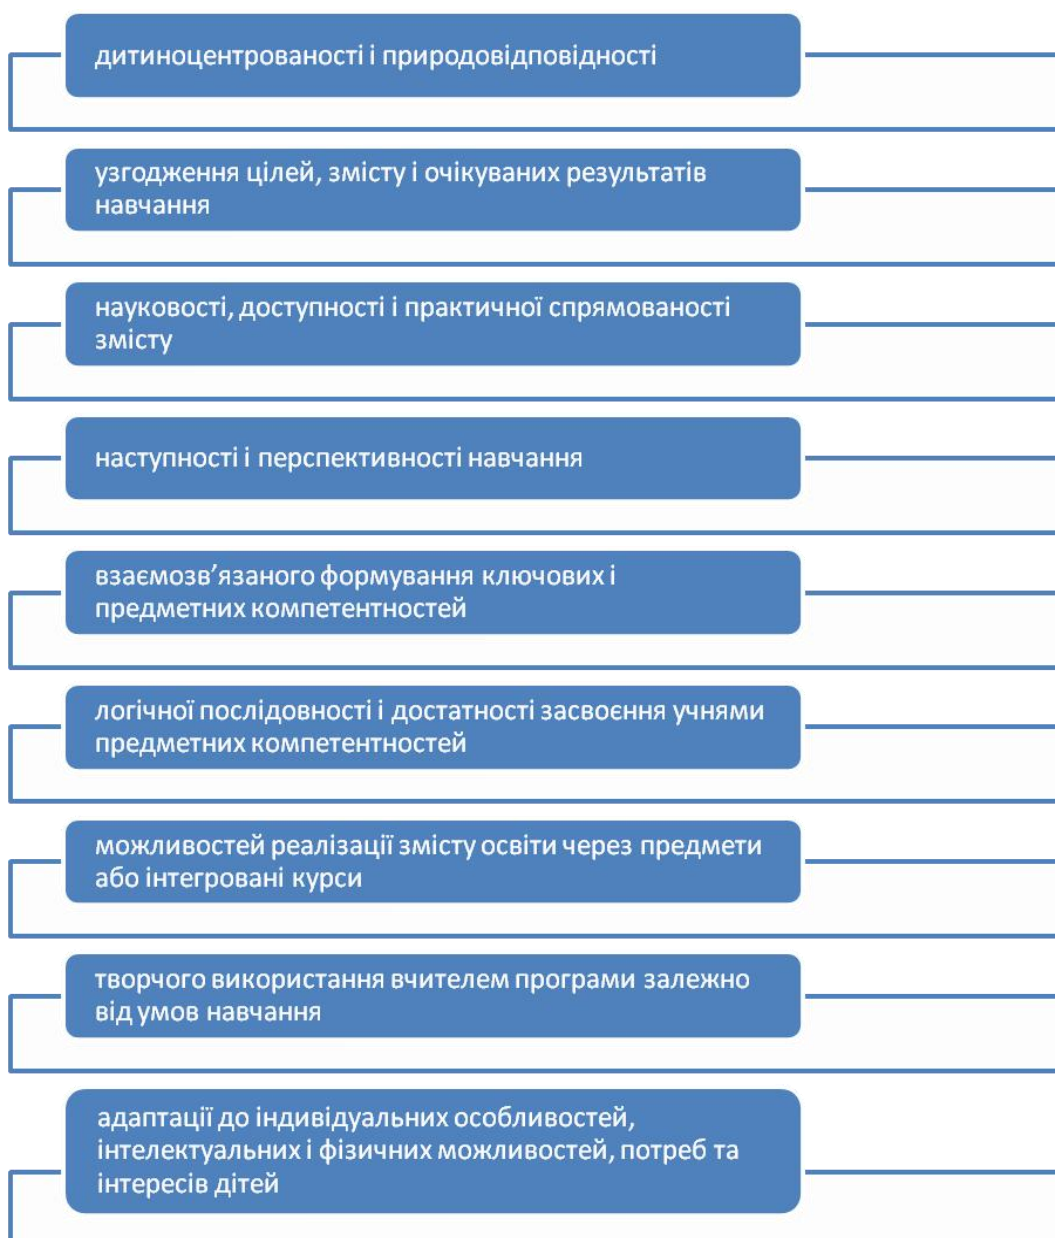 дитиноцентрованості і природовідповідності
узгодження цілей, змісту і очікуваних результатів
навчання
науковості, доступності і практичної спрямованості
змісту
наступності і перспективності навчання
взаємозв’язаного формування ключових і
предметних компетентностей
логічної послідовності і достатності засвоєння учнями
предметних компетентностей
можливостей реалізації змісту освіти через предмети
або інтегровані курси
творчого використання вчителем програми залежно
від умов навчання
адаптації до індивідуальних особливостей,
інтелектуальних і фізичних можливостей, потреб та
інтересів дітей